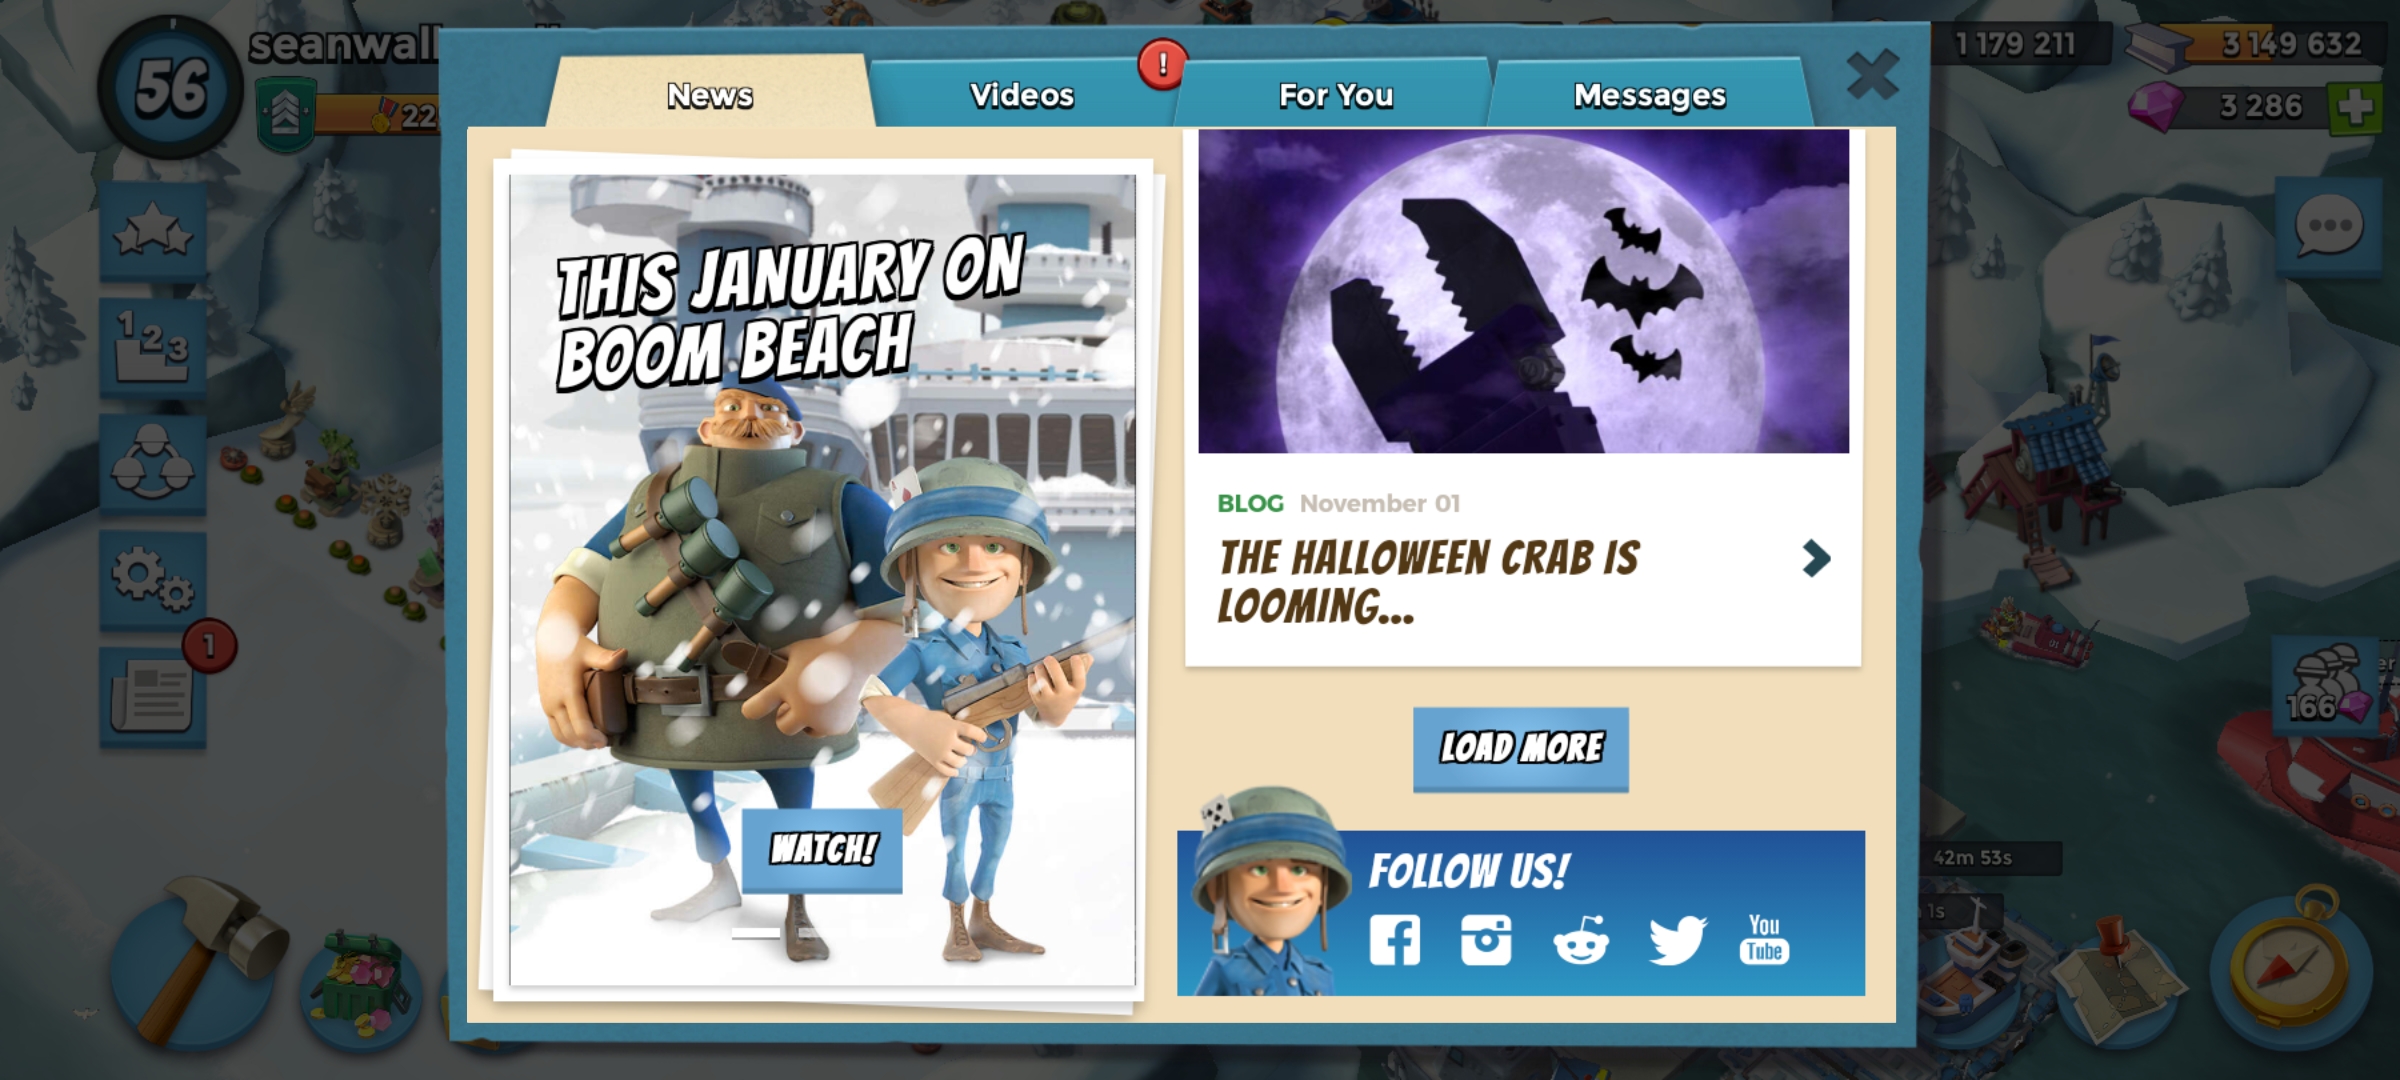 56
seanwall
22
1 179 211
3 149 632
3 286
News
Videos
!
For You
Messages
1
2
3
1
THIS JANUARY ON
BOOM BEACH
WATCH!
BLOG November 01
THE HALLOWEEN CRAB IS
LOOMING...
LOAD MORE
FOLLOW US!
You
Tube
166
42m 53s
1s